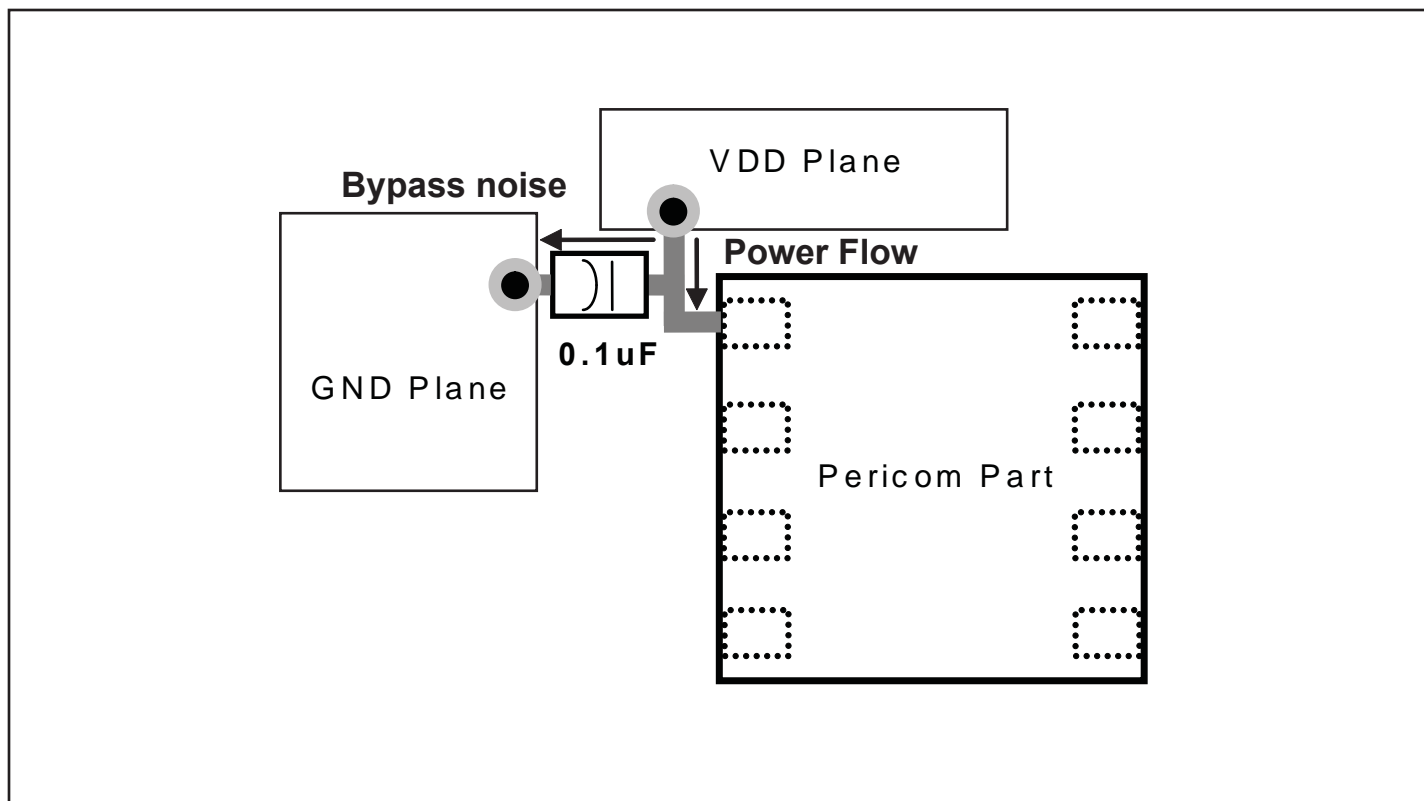 VDD Plane
Bypass noise
Power Flow
0.1uF
GND Plane
Pericom Part